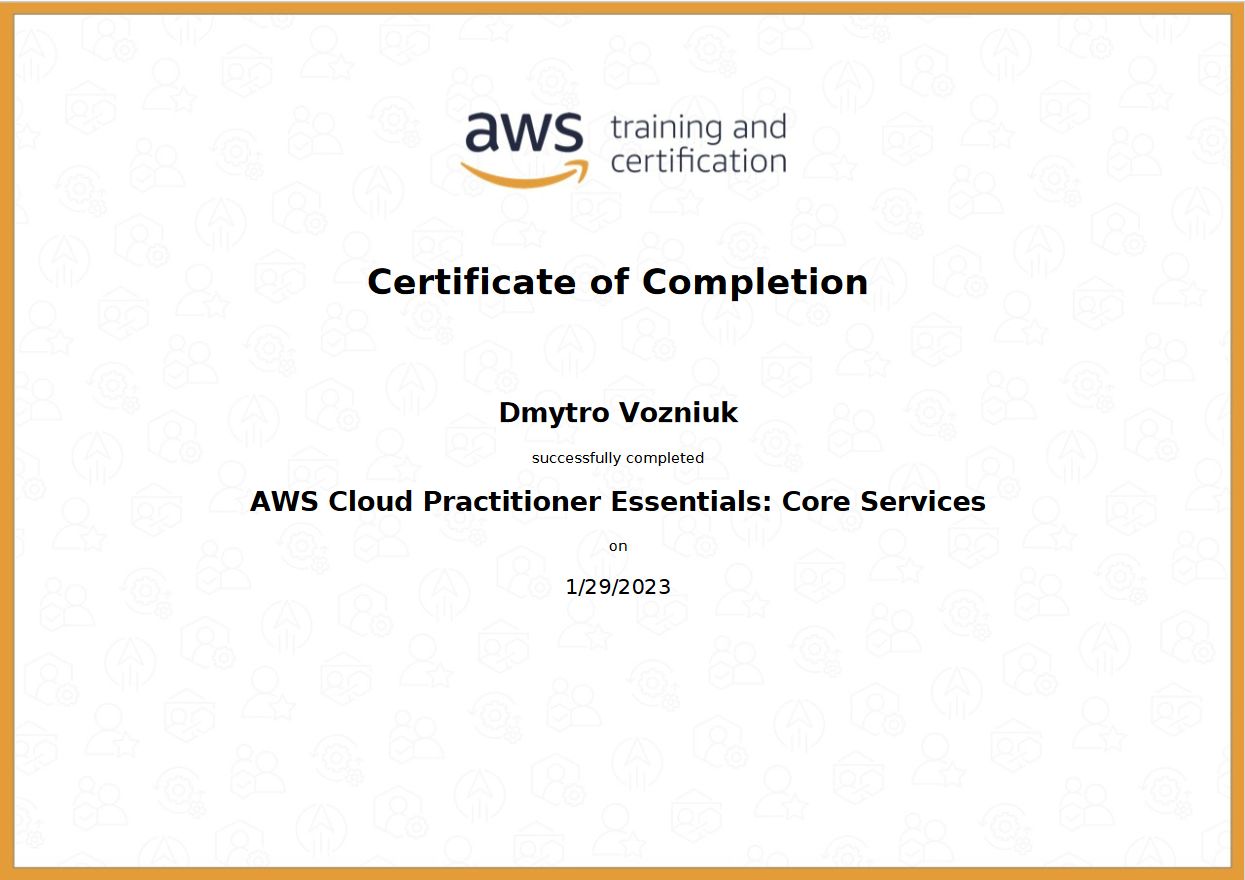 aws training and
certification
Certificate of Completion
Dmytro Vozniuk
successfully completed
AWS Cloud Practitioner Essentials: Core Services
on
1/29/2023